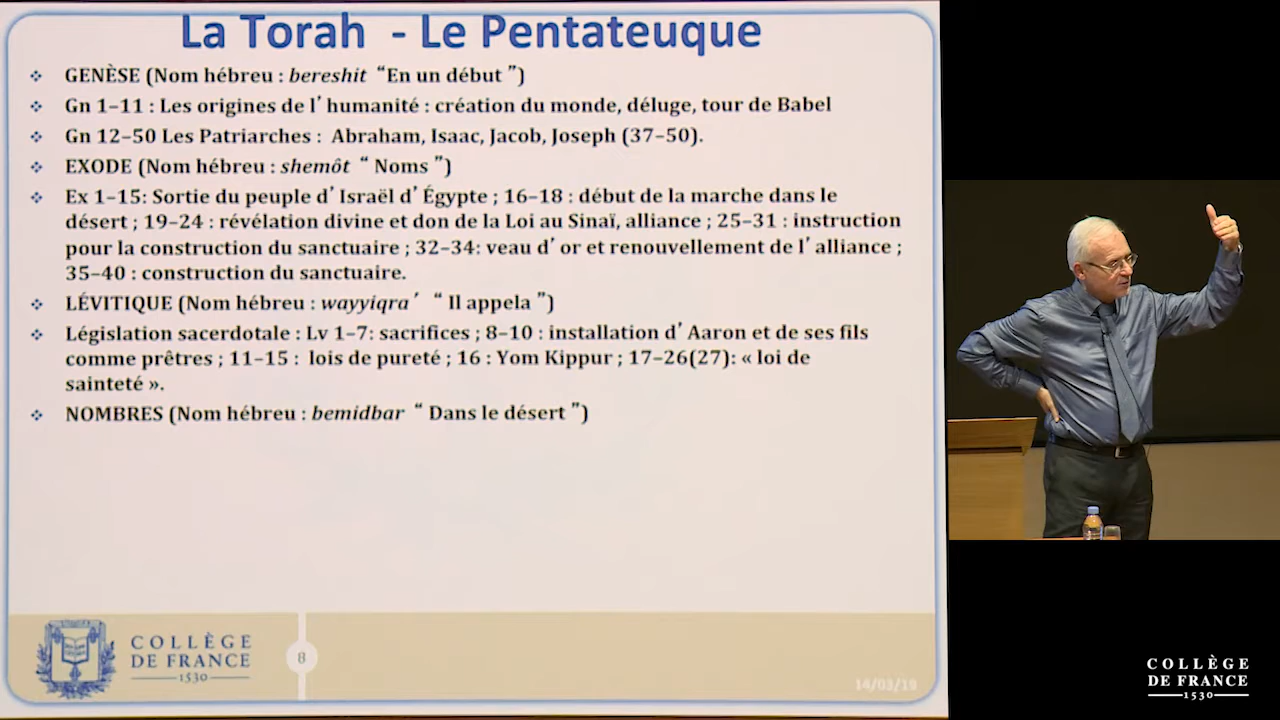 La Torah - Le Pentateuque
❖ GENÈSE (Nom hébreu : bereshit “En un début ”)
❖ Gn 1–11 : Les origines de l’ humanité : création du monde, déluge, tour de Babel
❖ Gn 12–50 Les Patriarches : Abraham, Isaac, Jacob, Joseph (37–50).
❖ EXODE (Nom hébreu : shemôt “ Noms ”)
❖ Ex 1–15: Sortie du peuple d’ Israël d’ Égypte ; 16–18 : début de la marche dans le
désert ; 19–24 : révélation divine et don de la Loi au Sinaï, alliance ; 25–31 : instruction
pour la construction du sanctuaire ; 32–34: veau d’ or et renouvellement de l’ alliance ;
35–40 : construction du sanctuaire.
❖ LÉVITIQUE (Nom hébreu : wayyiqra ’ “ Il appela ”)
❖ Législation sacerdotale : Lv 1–7: sacrifices ; 8–10 : installation d’ Aaron et de ses fils
comme prêtres ; 11–15 : lois de pureté ; 16 : Yom Kippur ; 17–26(27): « loi de
sainteté ».
❖ NOMBRES (Nom hébreu : bemidbar “ Dans le désert ”)
COLLÈGE
DE FRANCE
1530
8
14/03/19
COLLÈGE
DE FRANCE
1530